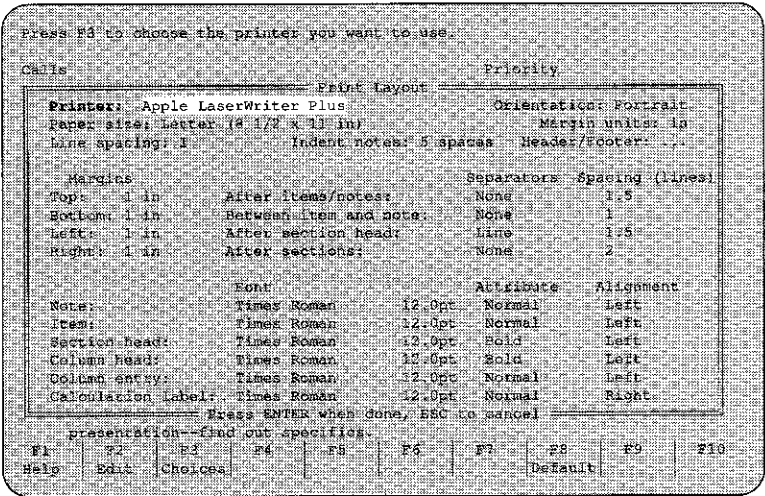 Press F3 to choose the printer you want to use.
Calls Priority
Print Layout
Printer: Apple LaserWriter Plus Orientation: Portrait
Paper size: Letter (8 1/2 x 11 in) Margin units: in
Line spacing: 1 Indent notes: 5 spaces Header/Footer: ...
Margins Separators Spacing (lines)
Top: 1 in After items/notes: None 1.5
Bottom: 1 in Between item and note: None 1
Left: 1 in After section head: Line 1.5
Right: 1 in After sections: None 2
Font Attribute Alignment
Note: Times Roman 12.0pt Normal Left
Item: Times Roman 12.0pt Normal Left
Section head: Times Roman 12.0pt Bold Left
Column head: Times Roman 12.0pt Bold Left
Column entry: Times Roman 12.0pt Normal Left
Calculation label: Times Roman 12.0pt Normal Right
Press ENTER when done, ESC to cancel
presentation--find out specifics.
F1 F2 F3 F4 F5 F6 F7 F8 F9 F10
Help Edit Choices Default